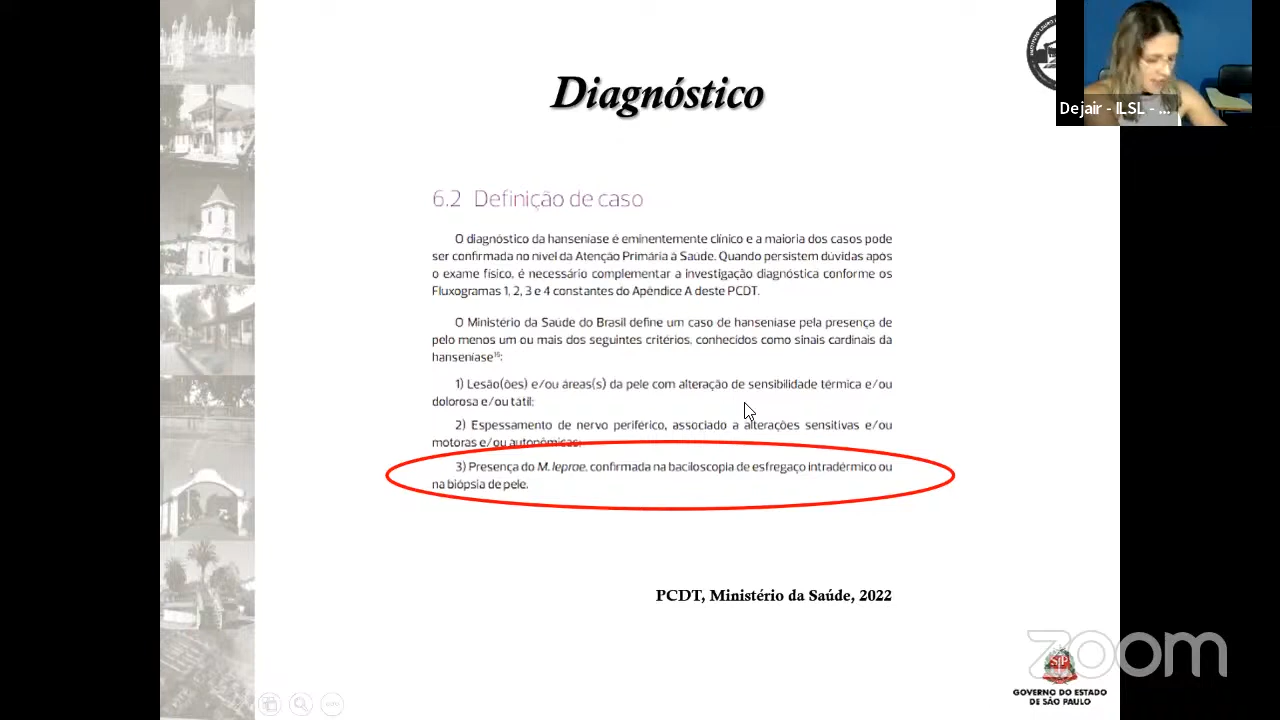 Diagnóstico
Dejair - ILSL - ...
6.2 Definição de caso
O diagnóstico da hanseníase é eminentemente clínico e a maioria dos casos pode
ser confirmada no nível da Atenção Primária à Saúde. Quando persistem dúvidas após
o exame físico, é necessário complementar a investigação diagnóstica conforme os
Fluxogramas 1, 2, 3 e 4 constantes do Apêndice A deste PCDT.
O Ministério da Saúde do Brasil define um caso de hanseníase pela presença de
pelo menos um ou mais dos seguintes critérios, conhecidos como sinais cardinais da
hanseníase¹⁶:
1) Lesão(ões) e/ou áreas(s) da pele com alteração de sensibilidade térmica e/ou
dolorosa e/ou tátil;
2) Espessamento de nervo periférico, associado a alterações sensitivas e/ou
motoras e/ou autonômicas;
3) Presença do M. leprae, confirmada na baciloscopia de esfregaço intradérmico ou
na biópsia de pele.
PCDT, Ministério da Saúde, 2022
zoom
SP
GOVERNO DO ESTADO
DE SÃO PAULO